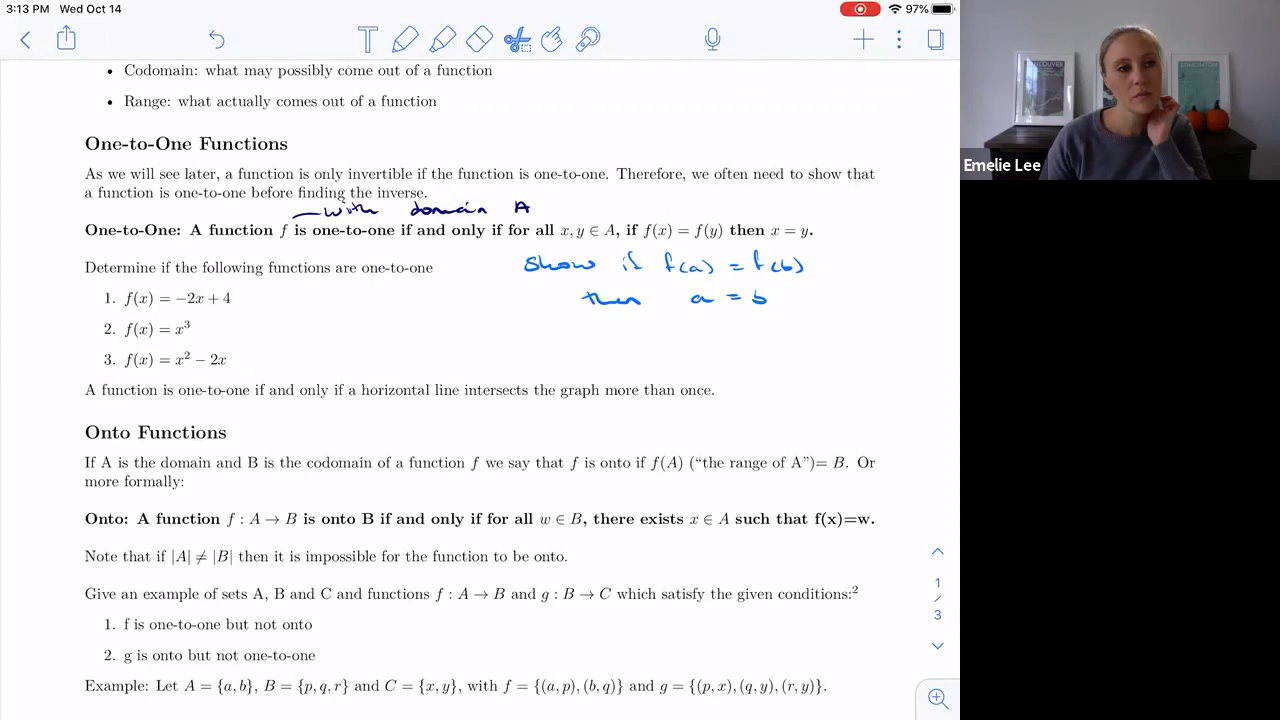 3:13 PM Wed Oct 14
97%
• Codomain: what may possibly come out of a function
• Range: what actually comes out of a function
One-to-One Functions
As we will see later, a function is only invertible if the function is one-to-one. Therefore, we often need to show that
a function is one-to-one before finding the inverse.
with domain A
One-to-One: A function f is one-to-one if and only if for all x, y ∈ A, if f(x) = f(y) then x = y.
Determine if the following functions are one-to-one
show if f(a) = f(b)
then a = b
1. f(x) = −2x + 4
2. f(x) = x³
3. f(x) = x² − 2x
A function is one-to-one if and only if a horizontal line intersects the graph more than once.
Onto Functions
If A is the domain and B is the codomain of a function f we say that f is onto if f(A) (“the range of A”)= B. Or
more formally:
Onto: A function f : A → B is onto B if and only if for all w ∈ B, there exists x ∈ A such that f(x)=w.
Note that if |A| ≠ |B| then it is impossible for the function to be onto.
Give an example of sets A, B and C and functions f : A → B and g : B → C which satisfy the given conditions:²
1. f is one-to-one but not onto
2. g is onto but not one-to-one
Example: Let A = {a, b}, B = {p, q, r} and C = {x, y}, with f = {(a, p), (b, q)} and g = {(p, x), (q, y), (r, y)}.
1
/
3
VANCOUVER
EDMONTON
Emelie Lee